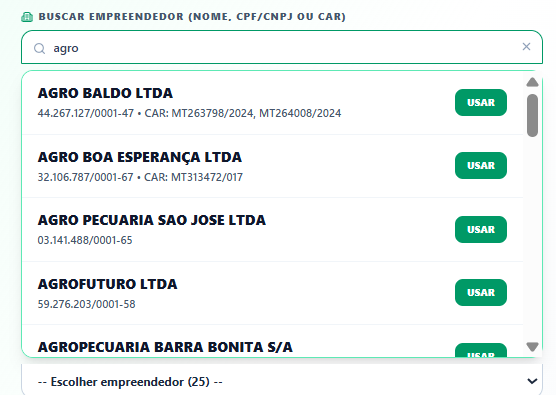 BUSCAR EMPREENDEDOR (NOME, CPF/CNPJ OU CAR)
agro
AGRO BALDO LTDA
USAR
44.267.127/0001-47 • CAR: MT263798/2024, MT264008/2024
AGRO BOA ESPERANÇA LTDA
USAR
32.106.787/0001-67 • CAR: MT313472/017
AGRO PECUARIA SAO JOSE LTDA
USAR
03.141.488/0001-65
AGROFUTURO LTDA
USAR
59.276.203/0001-58
AGROPECUARIA BARRA BONITA S/A
USAR
-- Escolher empreendedor (25) --